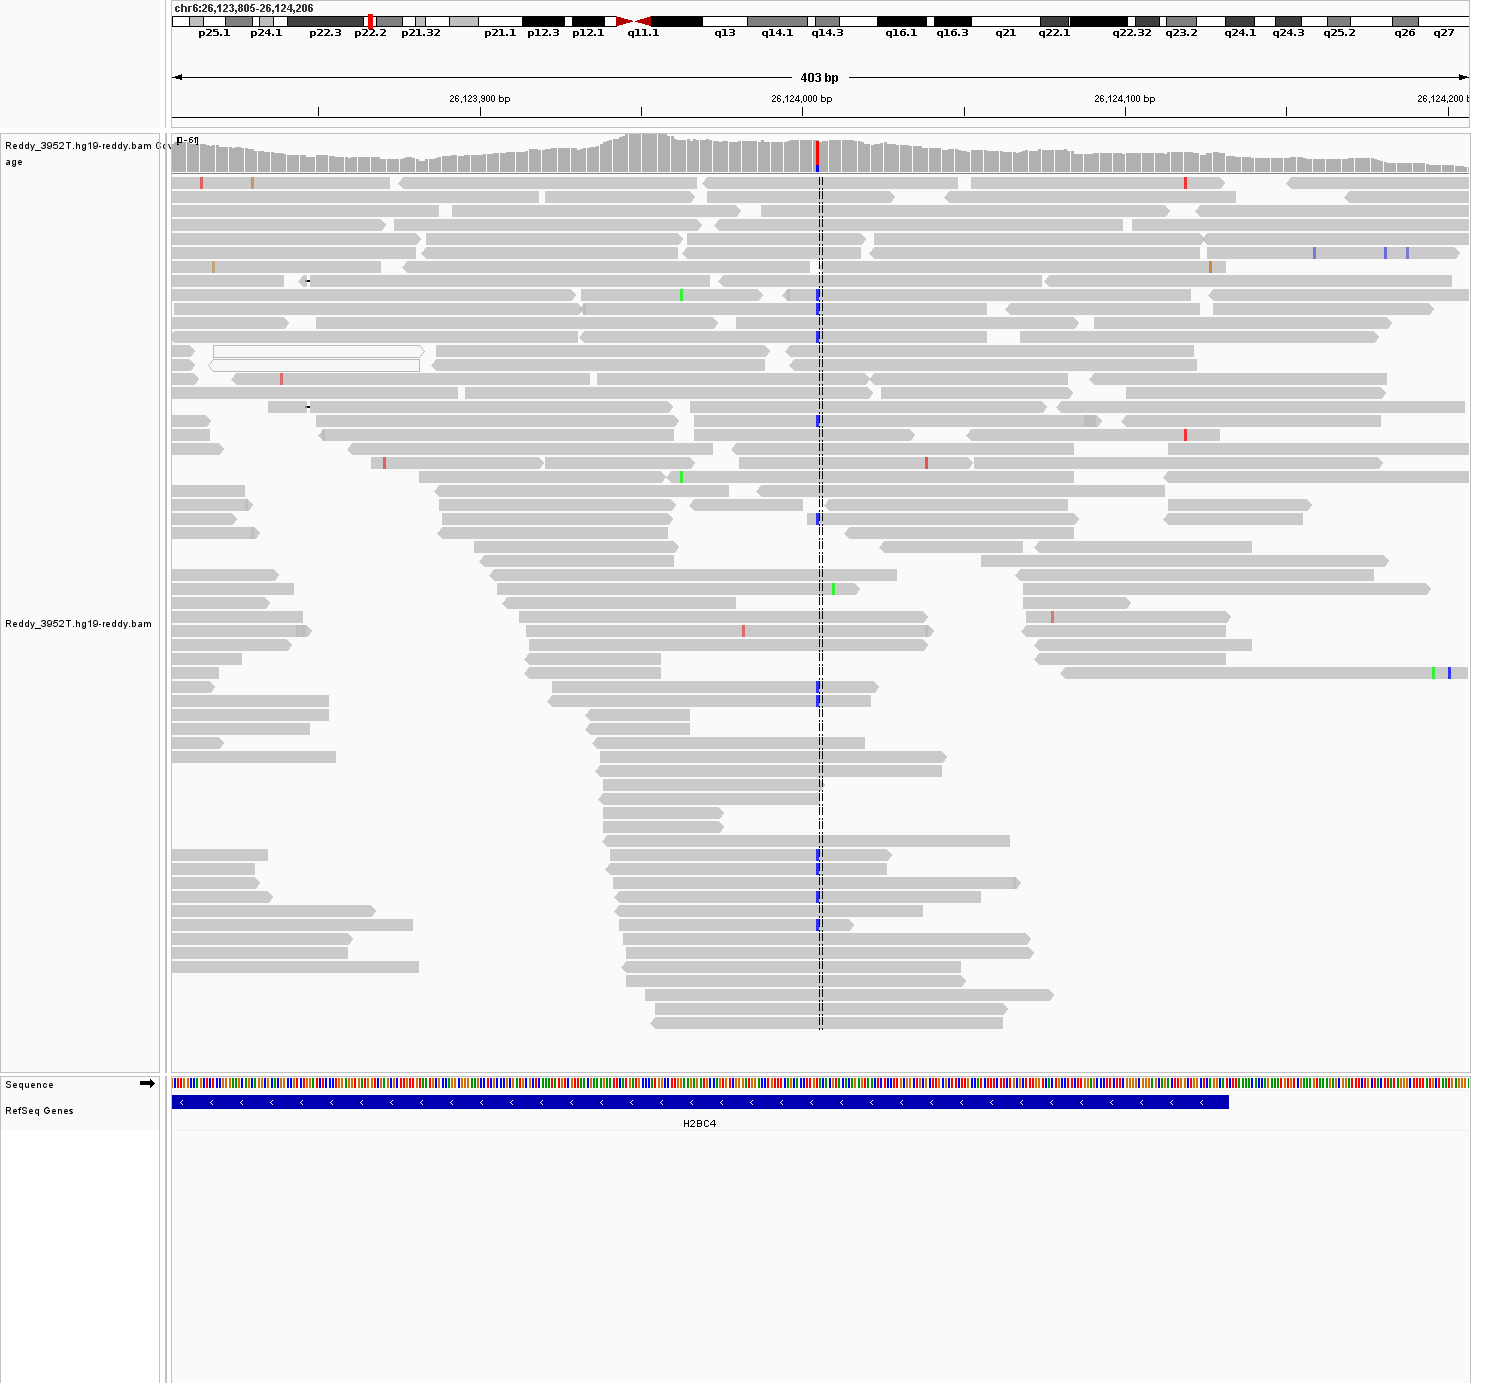 chr6:26,123,805-26,124,206
p25.1 p24.1 p22.3 p22.2 p21.32 p21.1 p12.3 p12.1 q11.1 q13 q14.1 q14.3 q16.1 q16.3 q21 q22.1 q22.32 q23.2 q24.1 q24.3 q25.2 q26 q27
403 bp
26,123,900 bp 26,124,000 bp 26,124,100 bp 26,124,200 b
Reddy_3952T.hg19-reddy.bam Cov
age
[0-61]
Reddy_3952T.hg19-reddy.bam
Sequence
RefSeq Genes
H2BC4